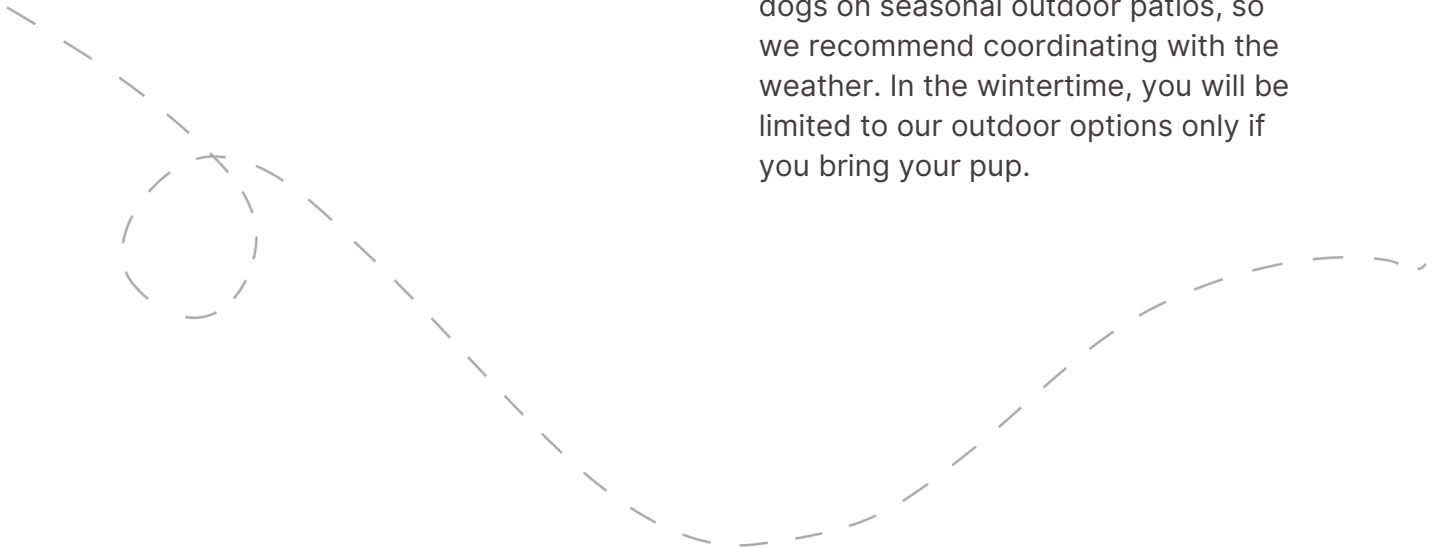 dogs on seasonal outdoor patios, so
we recommend coordinating with the
weather. In the wintertime, you will be
limited to our outdoor options only if
you bring your pup.